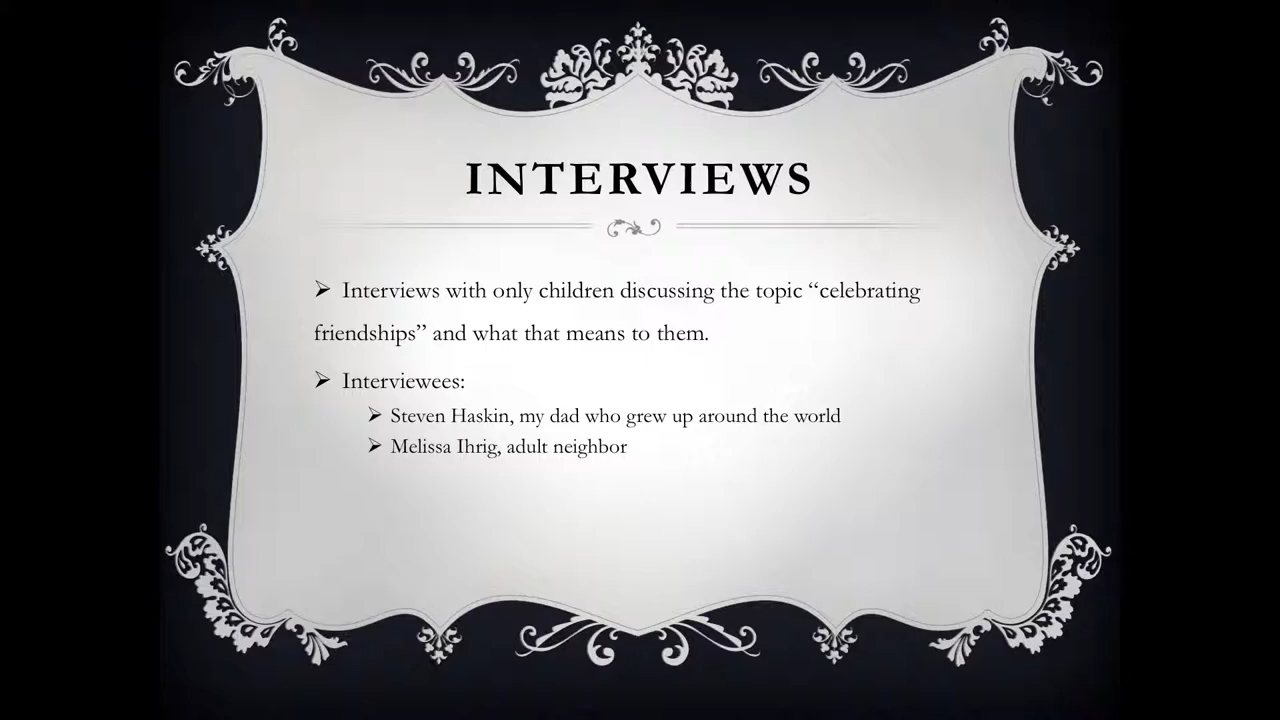 INTERVIEWS
➢ Interviews with only children discussing the topic “celebrating
friendships” and what that means to them.
➢ Interviewees:
➢ Steven Haskin, my dad who grew up around the world
➢ Melissa Ihrig, adult neighbor